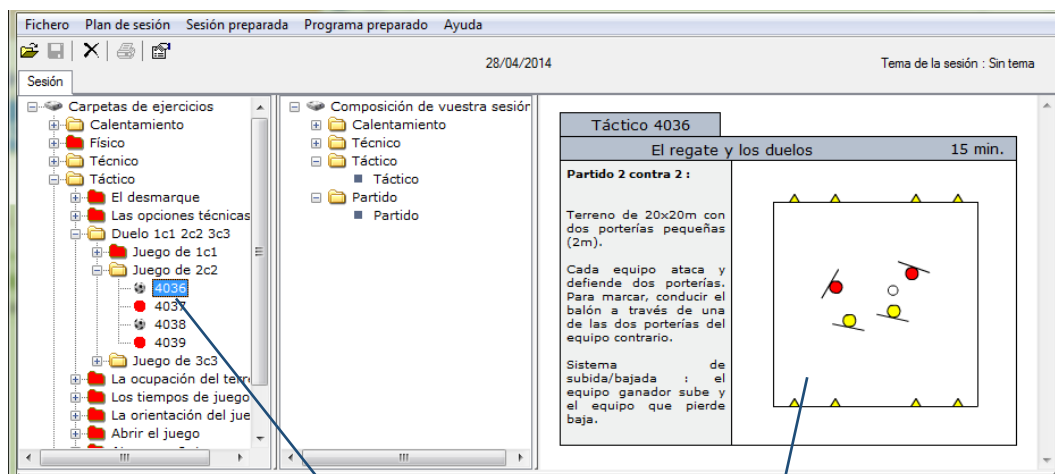 Fichero Plan de sesión Sesión preparada Programa preparado Ayuda
28/04/2014
Tema de la sesión : Sin tema
Sesión
Carpetas de ejercicios
Calentamiento
Físico
Técnico
Táctico
El desmarque
Las opciones técnicas
Duelo 1c1 2c2 3c3
Juego de 1c1
Juego de 2c2
4036
4037
4038
4039
Juego de 3c3
La ocupación del terr
Los tiempos de juego
La orientación del jue
Abrir el juego
Composición de vuestra sesión
Calentamiento
Técnico
Táctico
Táctico
Partido
Partido
Táctico 4036
El regate y los duelos 15 min.
Partido 2 contra 2 :
Terreno de 20x20m con
dos porterías pequeñas
(2m).
Cada equipo ataca y
defiende dos porterías.
Para marcar, conducir el
balón a través de una
de las dos porterías del
equipo contrario.
Sistema de
subida/bajada : el
equipo ganador sube y
el equipo que pierde
baja.